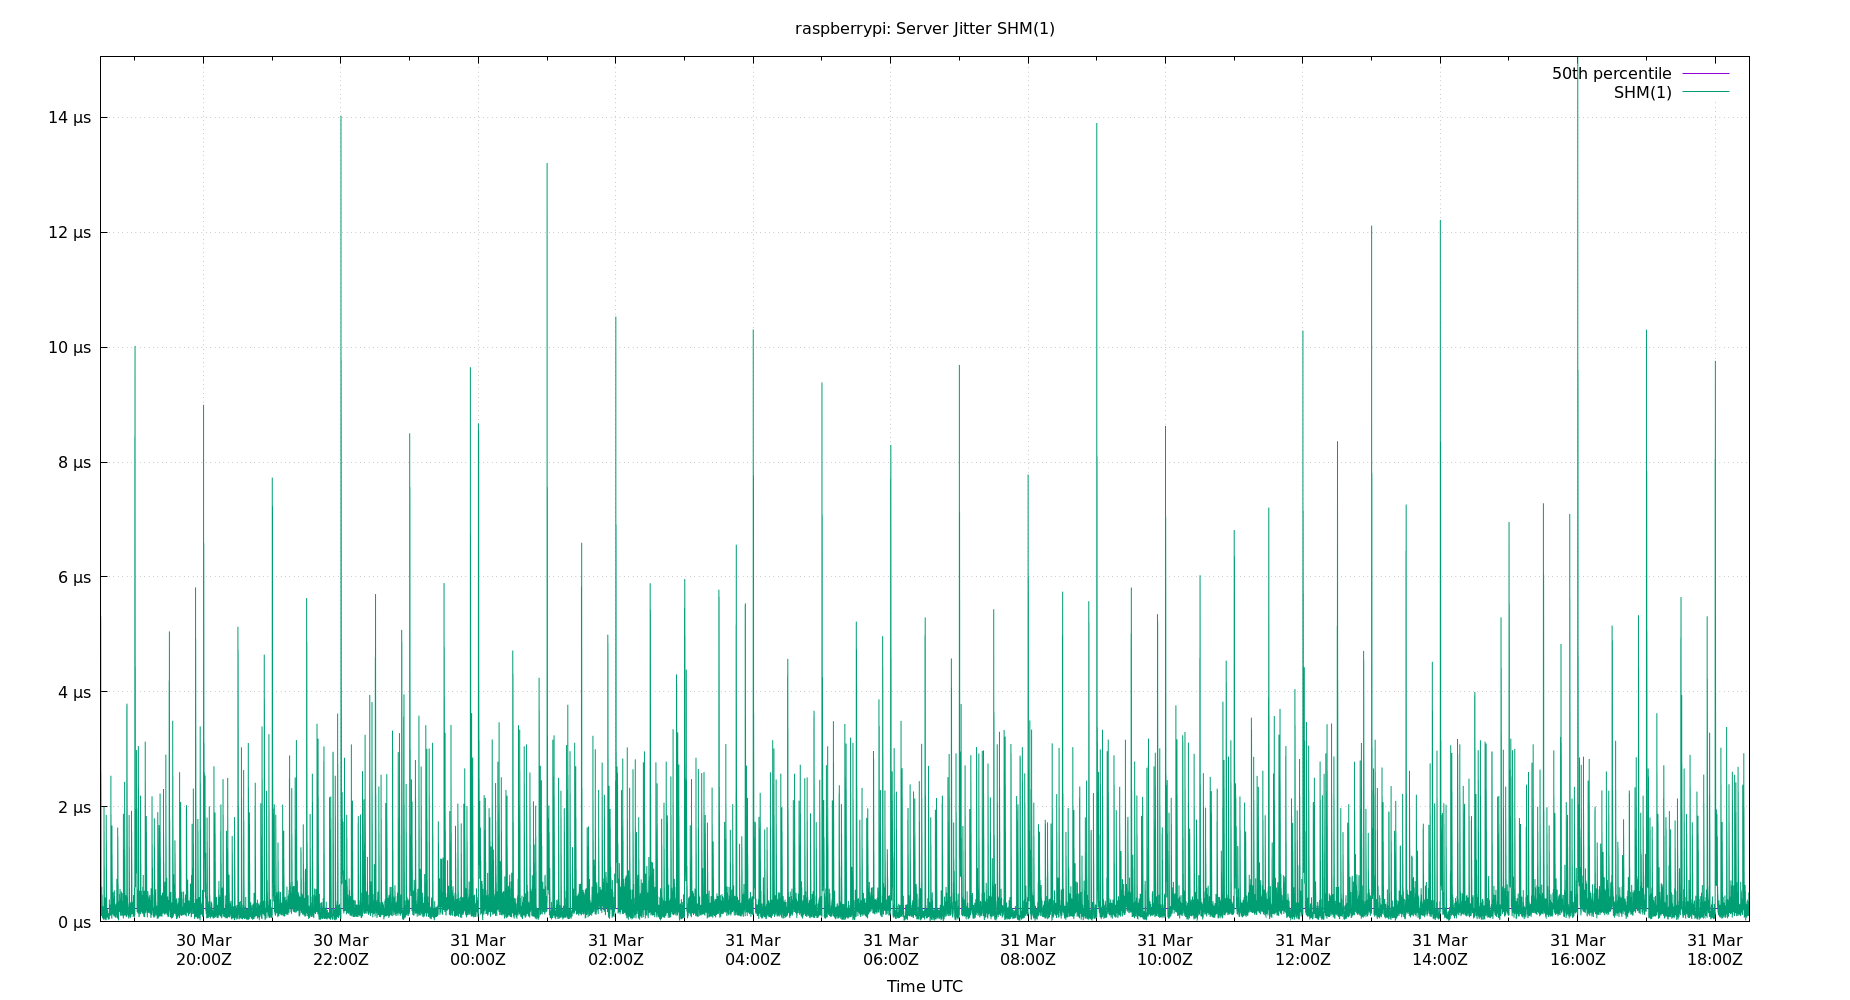 raspberrypi: Server Jitter SHM(1)
50th percentile
SHM(1)
14 µs
12 µs
10 µs
8 µs
6 µs
4 µs
2 µs
0 µs
30 Mar 30 Mar 31 Mar 31 Mar 31 Mar 31 Mar 31 Mar 31 Mar 31 Mar 31 Mar 31 Mar 31 Mar
20:00Z 22:00Z 00:00Z 02:00Z 04:00Z 06:00Z 08:00Z 10:00Z 12:00Z 14:00Z 16:00Z 18:00Z
Time UTC